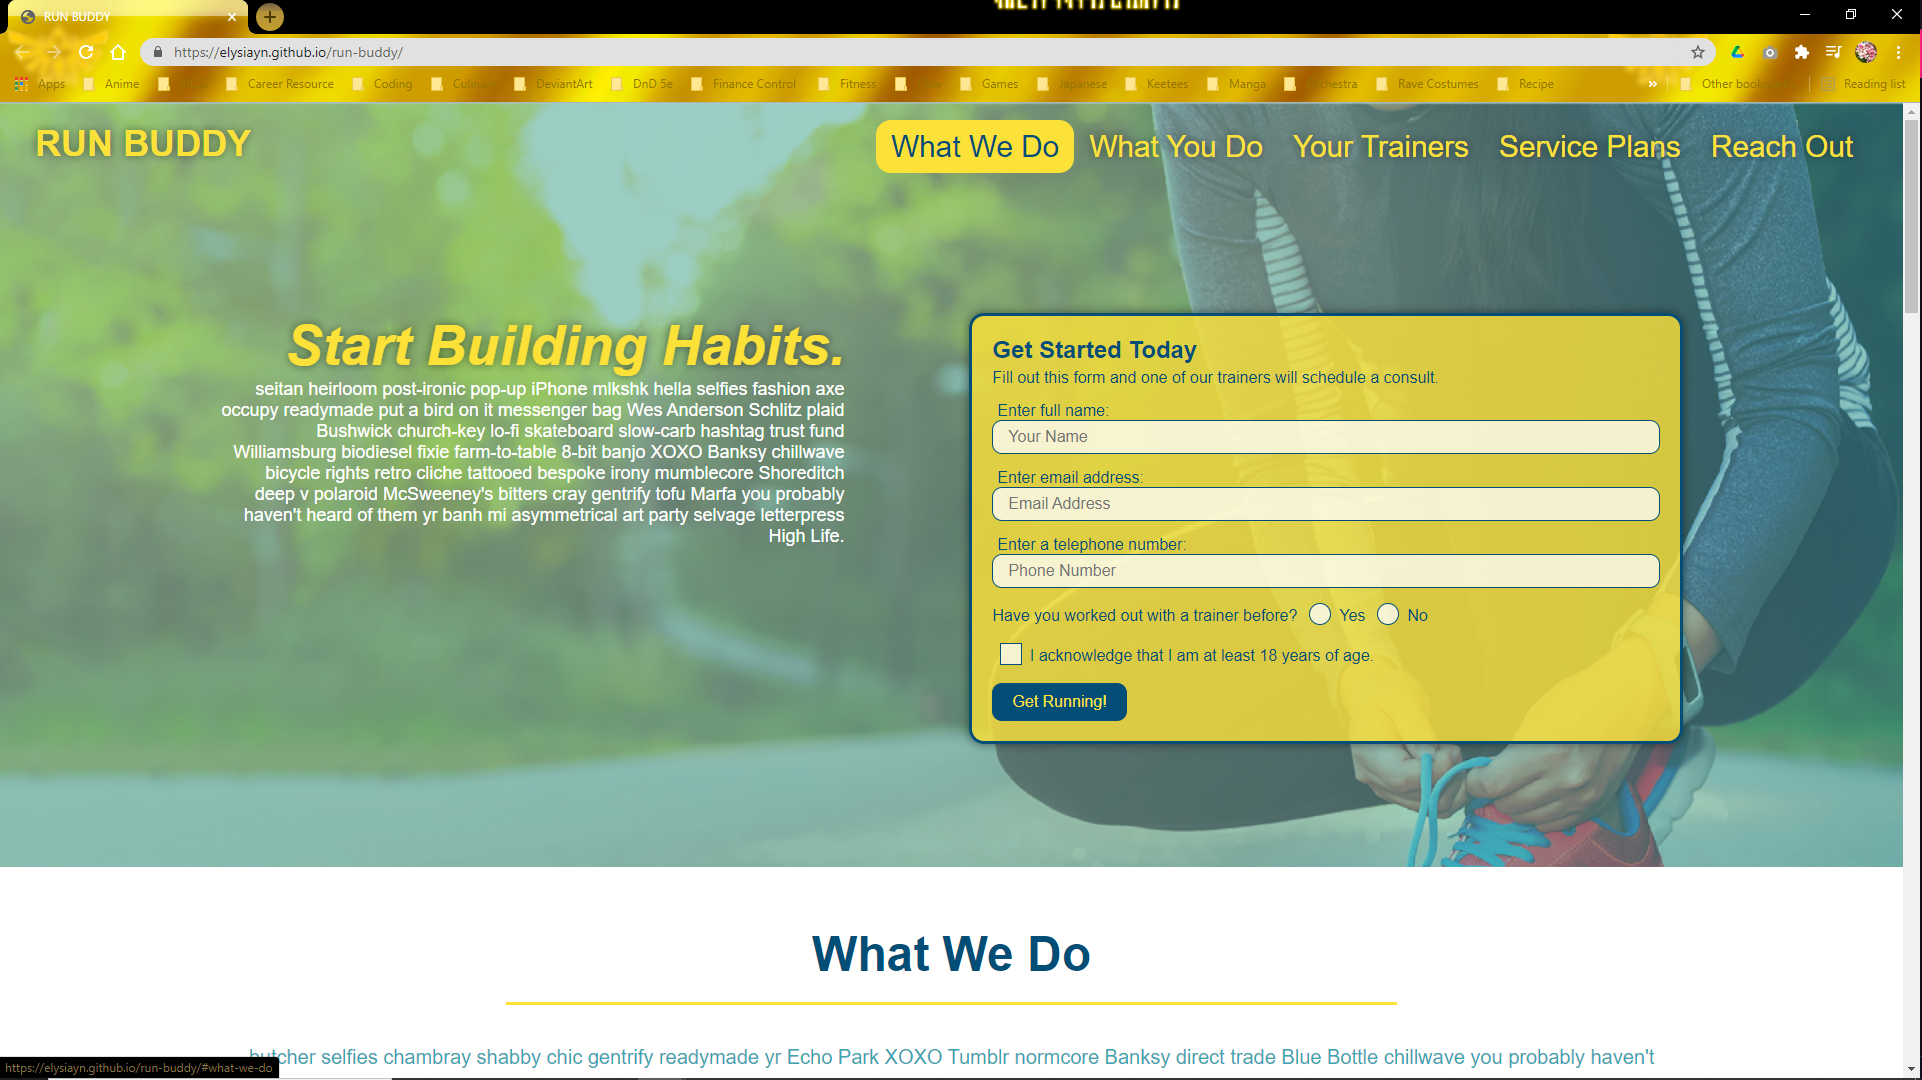 RUN BUDDY
https://elysiayn.github.io/run-buddy/
Apps Anime Career Resource Coding Culinary DeviantArt DnD 5e Finance Control Fitness Games Japanese Keetees Manga Orchestra Rave Costumes Recipe » Other bookmarks Reading list
RUN BUDDY What We Do What You Do Your Trainers Service Plans Reach Out
Start Building Habits.
seitan heirloom post-ironic pop-up iPhone mlkshk hella selfies fashion axe
occupy readymade put a bird on it messenger bag Wes Anderson Schlitz plaid
Bushwick church-key lo-fi skateboard slow-carb hashtag trust fund
Williamsburg biodiesel fixie farm-to-table 8-bit banjo XOXO Banksy chillwave
bicycle rights retro cliche tattooed bespoke irony mumblecore Shoreditch
deep v polaroid McSweeney's bitters cray gentrify tofu Marfa you probably
haven't heard of them yr banh mi asymmetrical art party selvage letterpress
High Life.
Get Started Today
Fill out this form and one of our trainers will schedule a consult.
Enter full name:
Your Name
Enter email address:
Email Address
Enter a telephone number:
Phone Number
Have you worked out with a trainer before? Yes No
I acknowledge that I am at least 18 years of age.
Get Running!
What We Do
butcher selfies chambray shabby chic gentrify readymade yr Echo Park XOXO Tumblr normcore Banksy direct trade Blue Bottle chillwave you probably haven't
https://elysiayn.github.io/run-buddy/#what-we-do